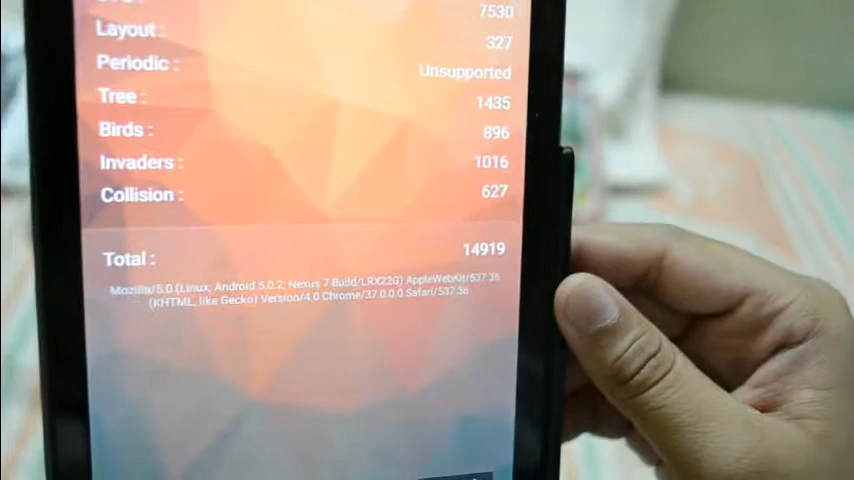 7530
Layout : 327
Periodic : Unsupported
Tree : 1435
Birds : 896
Invaders : 1016
Collision : 627
Total : 14919
Mozilla/5.0 (Linux; Android 5.0.2; Nexus 7 Build/LRX22G) AppleWebKit/537.36
(KHTML, like Gecko) Version/4.0 Chrome/37.0.0.0 Safari/537.36